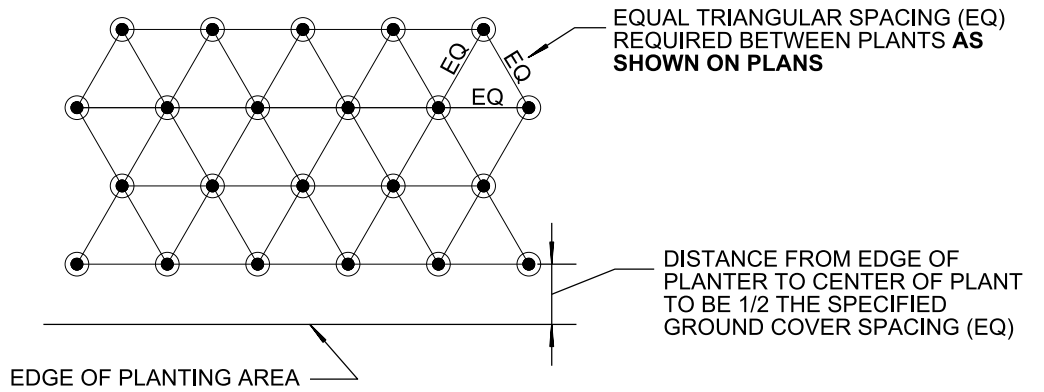 EQUAL TRIANGULAR SPACING (EQ)
REQUIRED BETWEEN PLANTS AS
SHOWN ON PLANS
EQ
EQ
EQ
DISTANCE FROM EDGE OF
PLANTER TO CENTER OF PLANT
TO BE 1/2 THE SPECIFIED
GROUND COVER SPACING (EQ)
EDGE OF PLANTING AREA